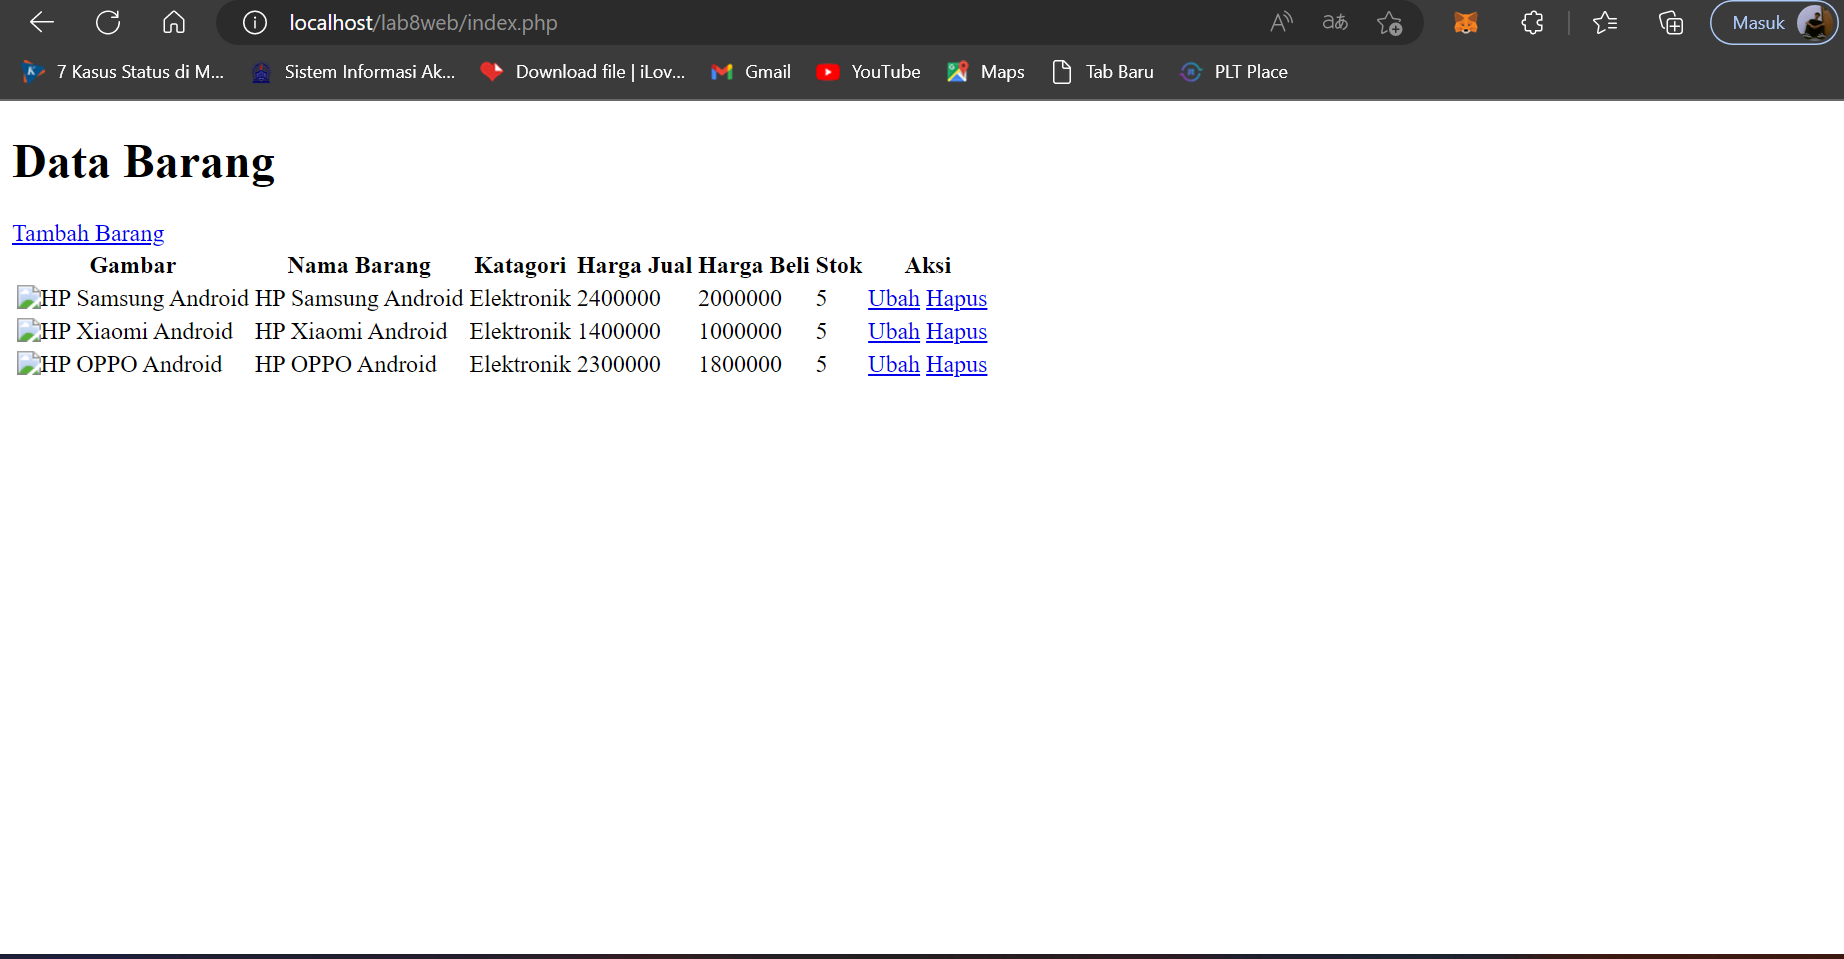 localhost/lab8web/index.php Aあ Masuk
7 Kasus Status di M... Sistem Informasi Ak... Download file | iLov... Gmail YouTube Maps Tab Baru PLT Place
Data Barang
Tambah Barang
Gambar Nama Barang Katagori Harga Jual Harga Beli Stok Aksi
HP Samsung Android HP Samsung Android Elektronik 2400000 2000000 5 Ubah Hapus
HP Xiaomi Android HP Xiaomi Android Elektronik 1400000 1000000 5 Ubah Hapus
HP OPPO Android HP OPPO Android Elektronik 2300000 1800000 5 Ubah Hapus